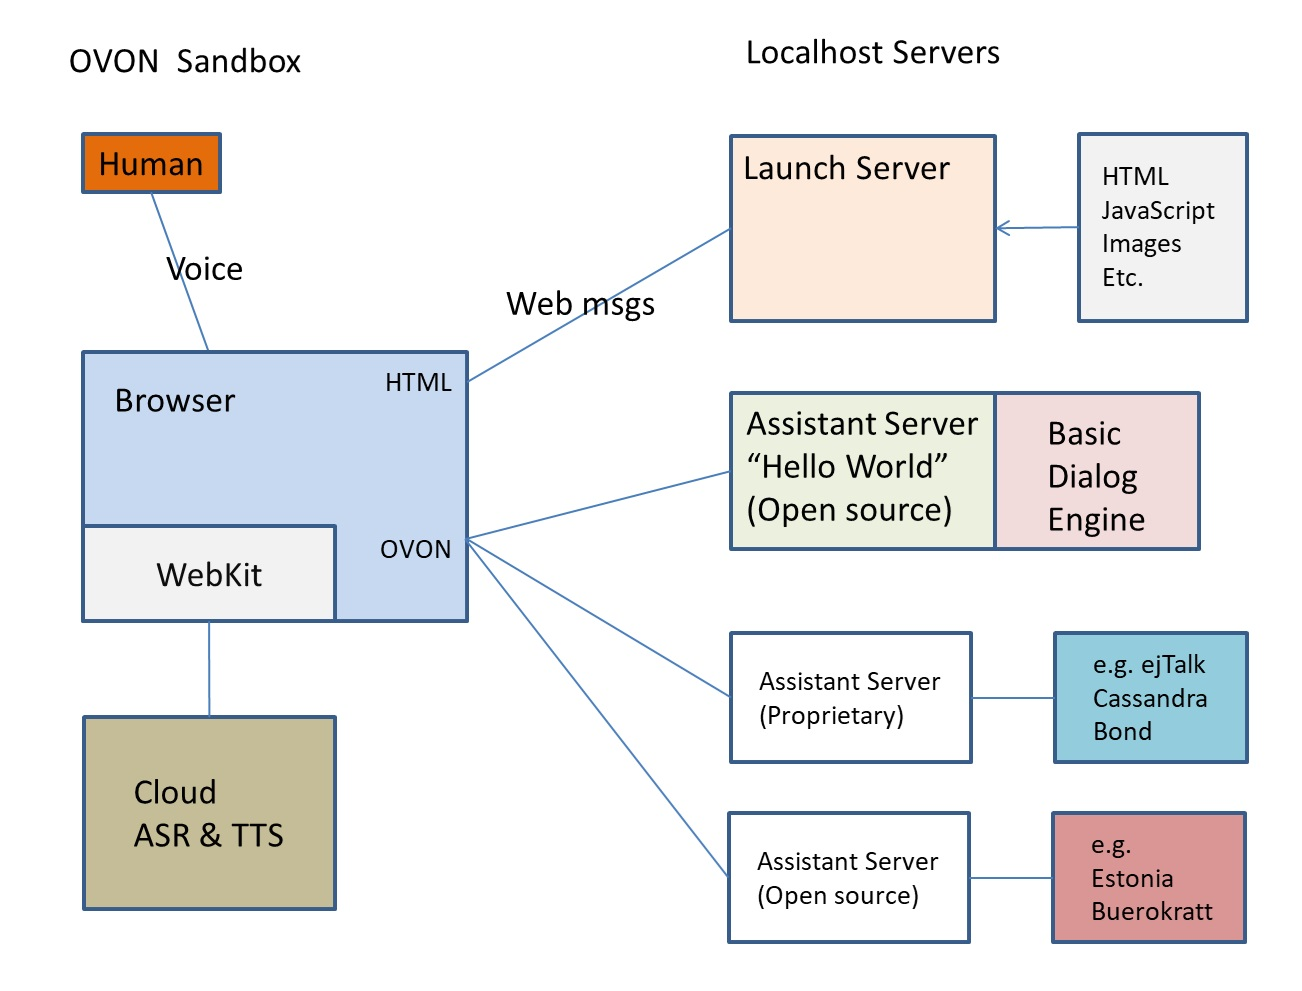 OVON  Sandbox
Localhost Servers
Human
Voice
Web msgs
Launch Server
HTML
JavaScript
Images
Etc.
Browser
HTML
OVON
WebKit
Cloud
ASR & TTS
Assistant Server
“Hello World”
(Open source)
Basic
Dialog
Engine
Assistant Server
(Proprietary)
e.g. ejTalk
Cassandra
Bond
Assistant Server
(Open source)
e.g.
Estonia
Buerokratt